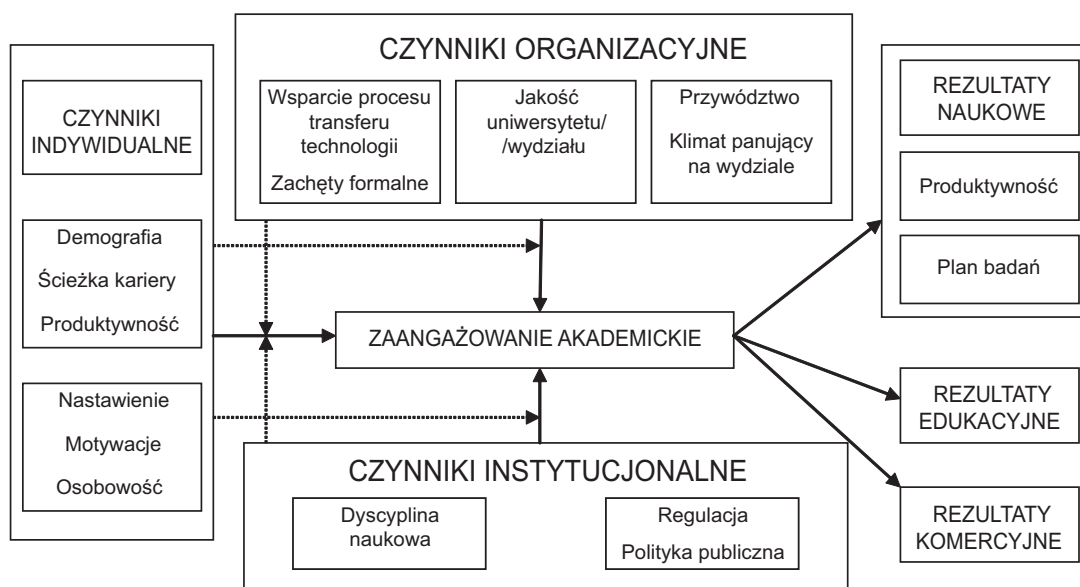 CZYNNIKI
INDYWIDUALNE
Demografia
Ścieżka kariery
Produktywność
Nastawienie
Motywacje
Osobowość
CZYNNIKI ORGANIZACYJNE
Wsparcie procesu
transferu
technologii
Zachęty formalne
Jakość
uniwersytetu/
/wydziału
Przywództwo
Klimat panujący
na wydziale
ZAANGAŻOWANIE AKADEMICKIE
CZYNNIKI INSTYTUCJONALNE
Dyscyplina
naukowa
Regulacja
Polityka publiczna
REZULTATY
NAUKOWE
Produktywność
Plan badań
REZULTATY
EDUKACYJNE
REZULTATY
KOMERCYJNE